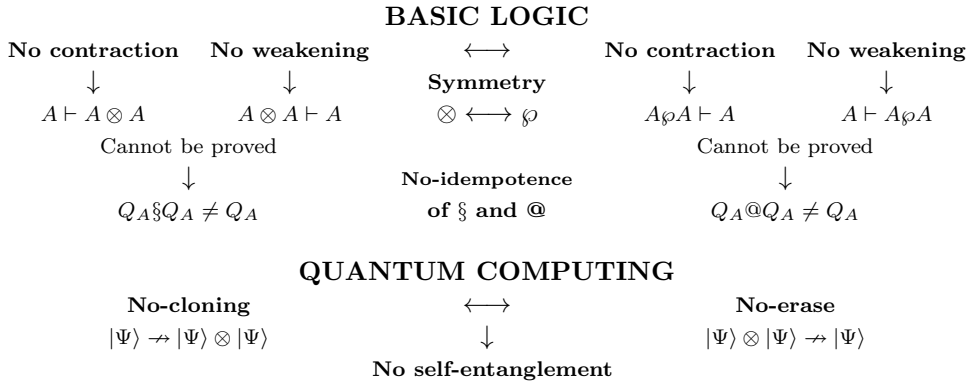 BASIC LOGIC
No contraction No weakening ⟷ No contraction No weakening
↓ ↓ Symmetry ↓ ↓
A ⊢ A ⊗ A A ⊗ A ⊢ A ⊗ ⟷ ℘ A℘A ⊢ A A ⊢ A℘A
Cannot be proved Cannot be proved
↓ No-idempotence ↓
Q_A§Q_A ≠ Q_A of § and @ Q_A@Q_A ≠ Q_A
QUANTUM COMPUTING
No-cloning ⟷ No-erase
|Ψ⟩ ↛ |Ψ⟩ ⊗ |Ψ⟩ ↓ |Ψ⟩ ⊗ |Ψ⟩ ↛ |Ψ⟩
No self-entanglement